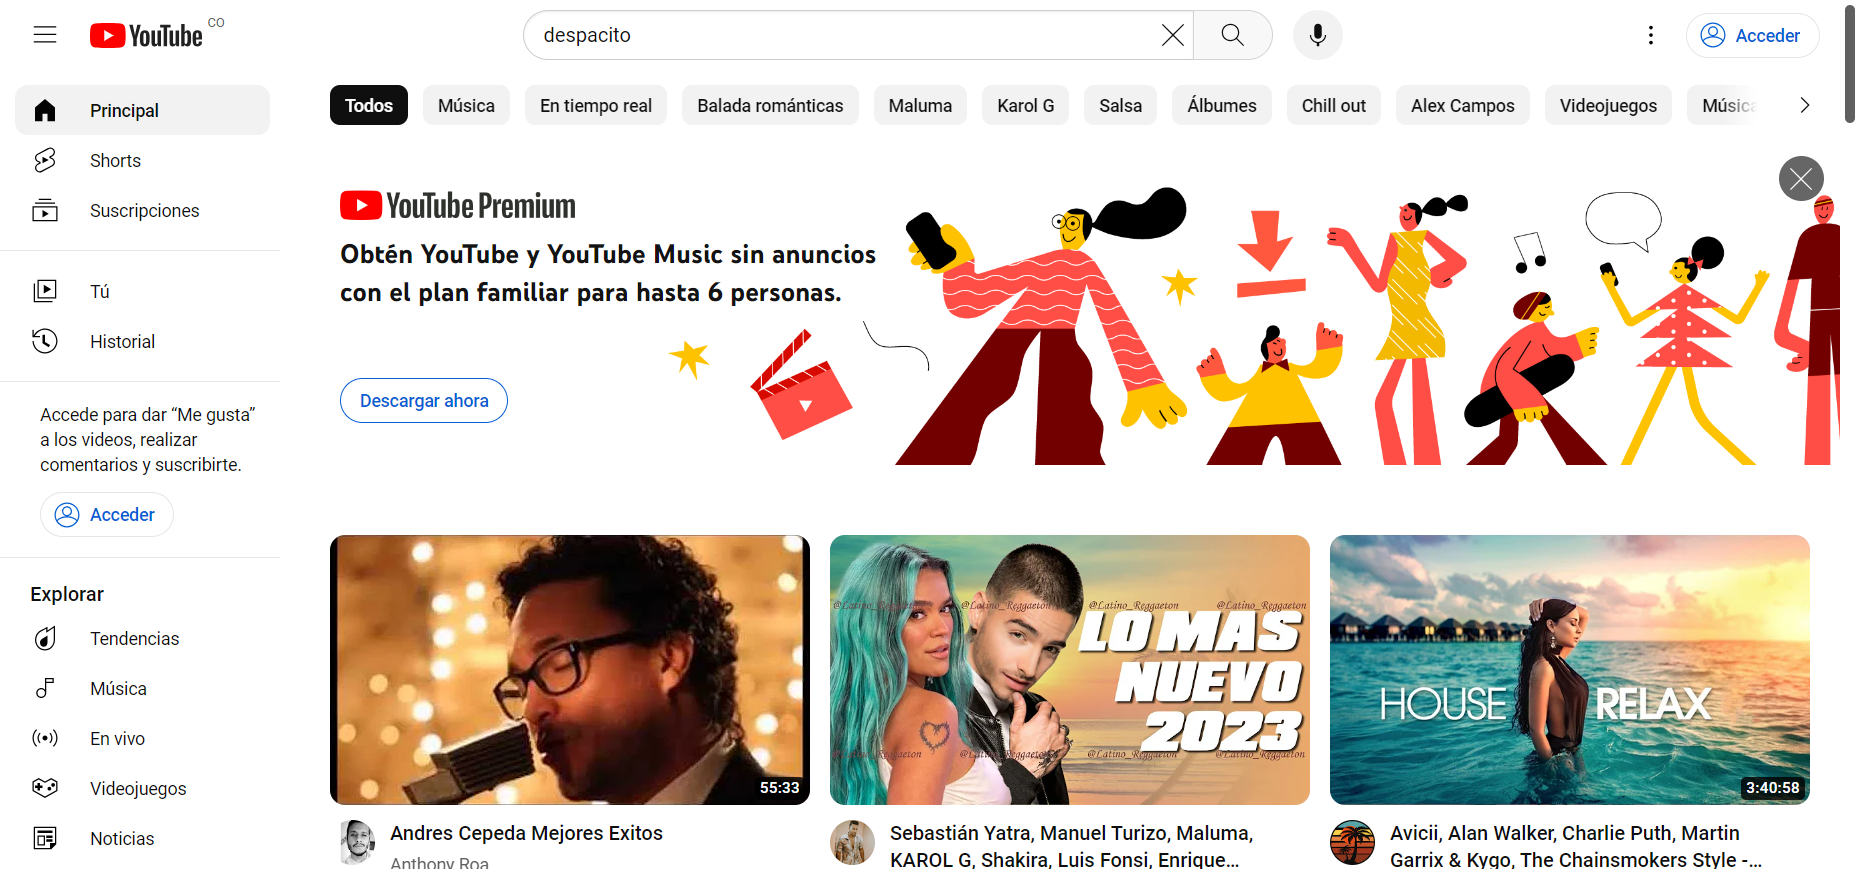 YouTube CO
despacito
Acceder
Principal
Shorts
Suscripciones
Tú
Historial
Accede para dar “Me gusta”
a los videos, realizar
comentarios y suscribirte.
Acceder
Explorar
Tendencias
Música
En vivo
Videojuegos
Noticias
Todos
Música
En tiempo real
Balada románticas
Maluma
Karol G
Salsa
Álbumes
Chill out
Alex Campos
Videojuegos
Música
YouTube Premium
Obtén YouTube y YouTube Music sin anuncios
con el plan familiar para hasta 6 personas.
Descargar ahora
55:33
Andres Cepeda Mejores Exitos
Anthony Roa
@Latino_Reggaeton @Latino_Reggaeton @Latino_Reggaeton @Latino_Reggaeton
LO MAS
NUEVO
2023
@Latino_Reggaeton @Latino_Reggaeton @Latino_Reggaeton
Sebastián Yatra, Manuel Turizo, Maluma,
KAROL G, Shakira, Luis Fonsi, Enrique...
HOUSE RELAX
3:40:58
Avicii, Alan Walker, Charlie Puth, Martin
Garrix & Kygo, The Chainsmokers Style -...